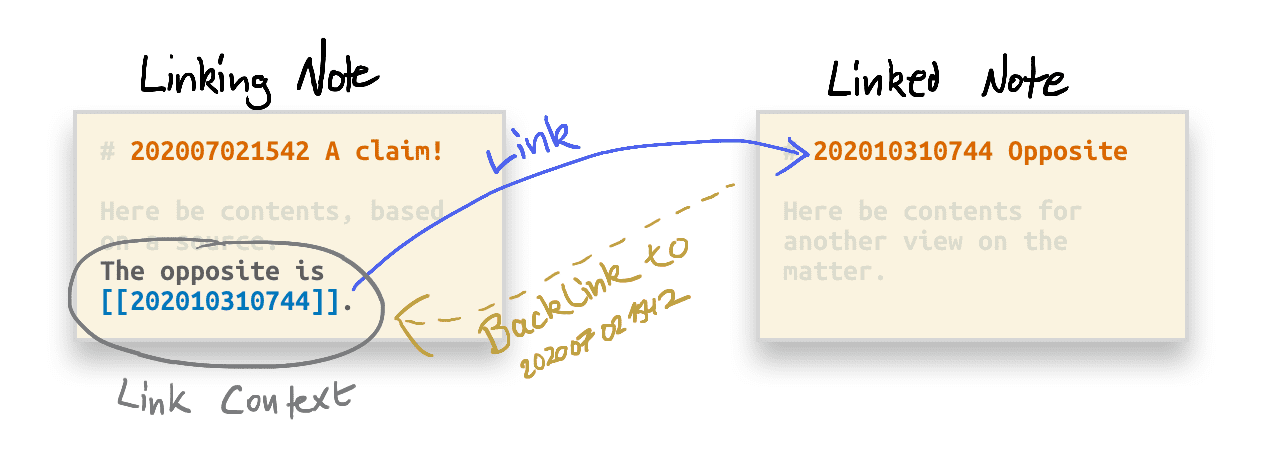 Linking Note
# 202007021542 A claim!
Here be contents, based
on a source.
The opposite is
[[202010310744]].
Link Context
Link
Backlink to
202007021542
Linked Note
# 202010310744 Opposite
Here be contents for
another view on the
matter.